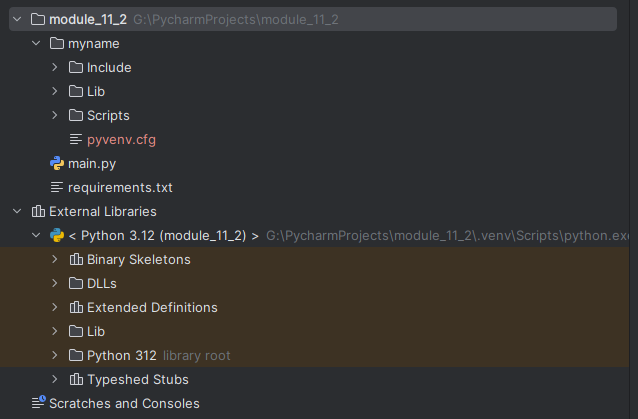 module_11_2 G:\PycharmProjects\module_11_2
myname
Include
Lib
Scripts
pyvenv.cfg
main.py
requirements.txt
External Libraries
< Python 3.12 (module_11_2) > G:\PycharmProjects\module_11_2\.venv\Scripts\python.exe
Binary Skeletons
DLLs
Extended Definitions
Lib
Python 312 library root
Typeshed Stubs
Scratches and Consoles